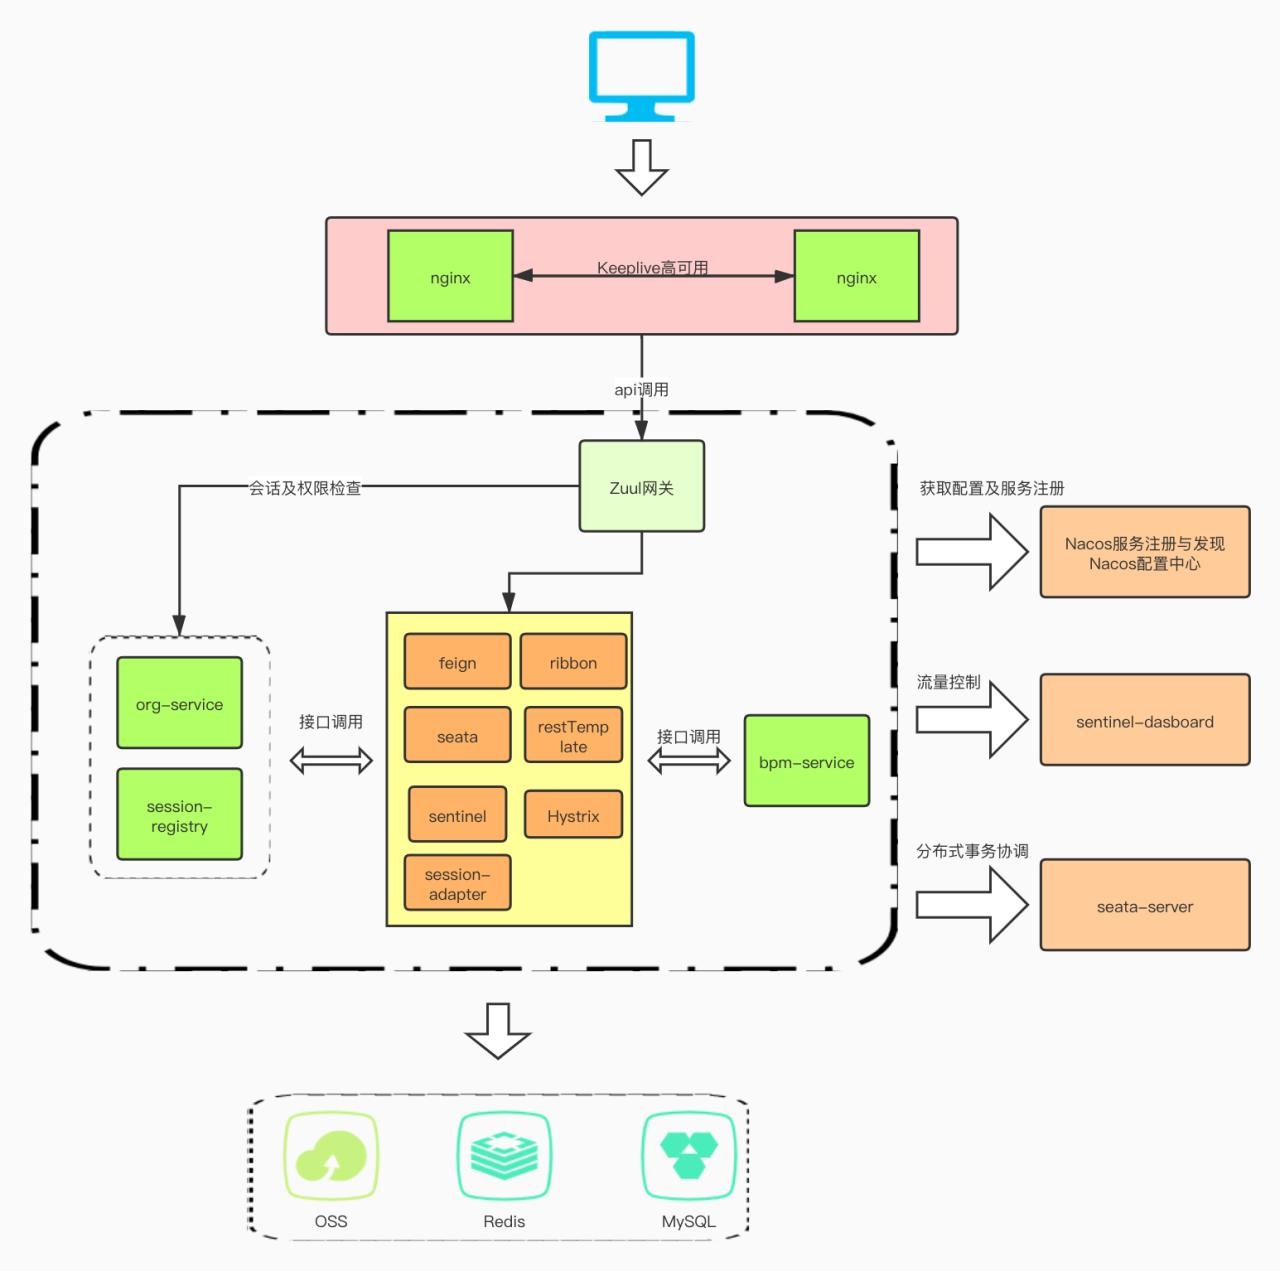 nginx
Keeplive高可用
nginx
api调用
Zuul网关
会话及权限检查
获取配置及服务注册
Nacos服务注册与发现
Nacos配置中心
feign
ribbon
org-service
接口调用
seata
restTemp
late
接口调用
bpm-service
流量控制
sentinel-dasboard
session-
registry
sentinel
Hystrix
session-
adapter
分布式事务协调
seata-server
OSS
Redis
MySQL